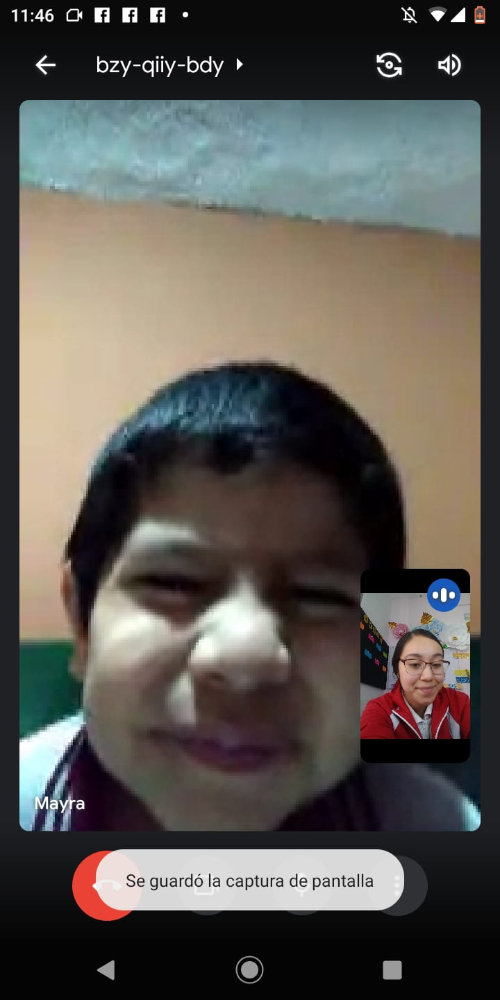 11:46
bzy-qiiy-bdy
Mayra
Se guardó la captura de pantalla